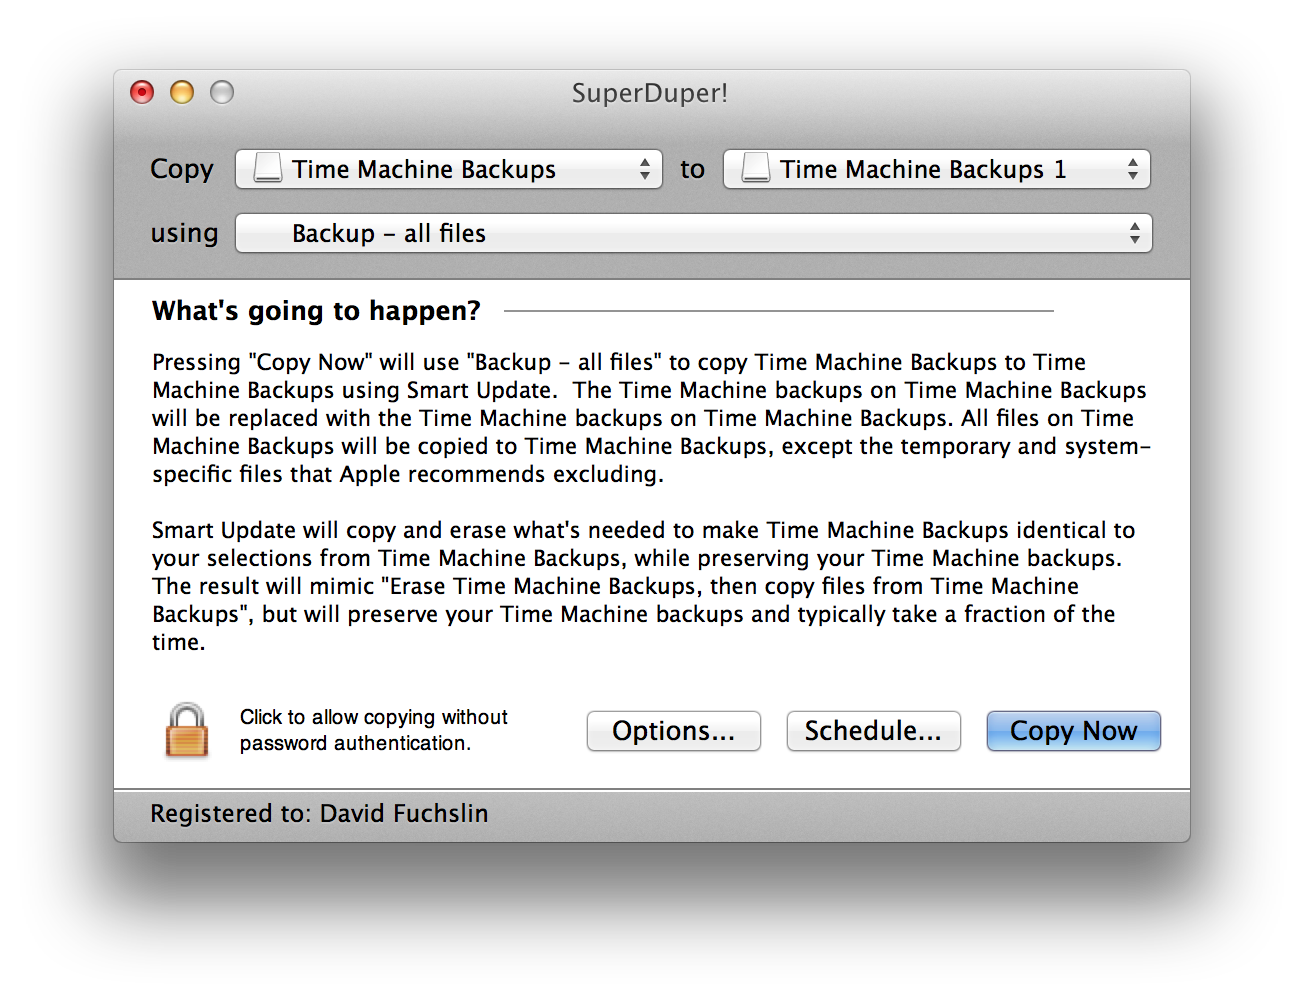 SuperDuper!
Copy Time Machine Backups to Time Machine Backups 1
using Backup – all files
What's going to happen?
Pressing "Copy Now" will use "Backup – all files" to copy Time Machine Backups to Time
Machine Backups using Smart Update.  The Time Machine backups on Time Machine Backups
will be replaced with the Time Machine backups on Time Machine Backups. All files on Time
Machine Backups will be copied to Time Machine Backups, except the temporary and system-
specific files that Apple recommends excluding.
Smart Update will copy and erase what's needed to make Time Machine Backups identical to
your selections from Time Machine Backups, while preserving your Time Machine backups.
The result will mimic "Erase Time Machine Backups, then copy files from Time Machine
Backups", but will preserve your Time Machine backups and typically take a fraction of the
time.
Click to allow copying without
password authentication.
Options... Schedule... Copy Now
Registered to: David Fuchslin